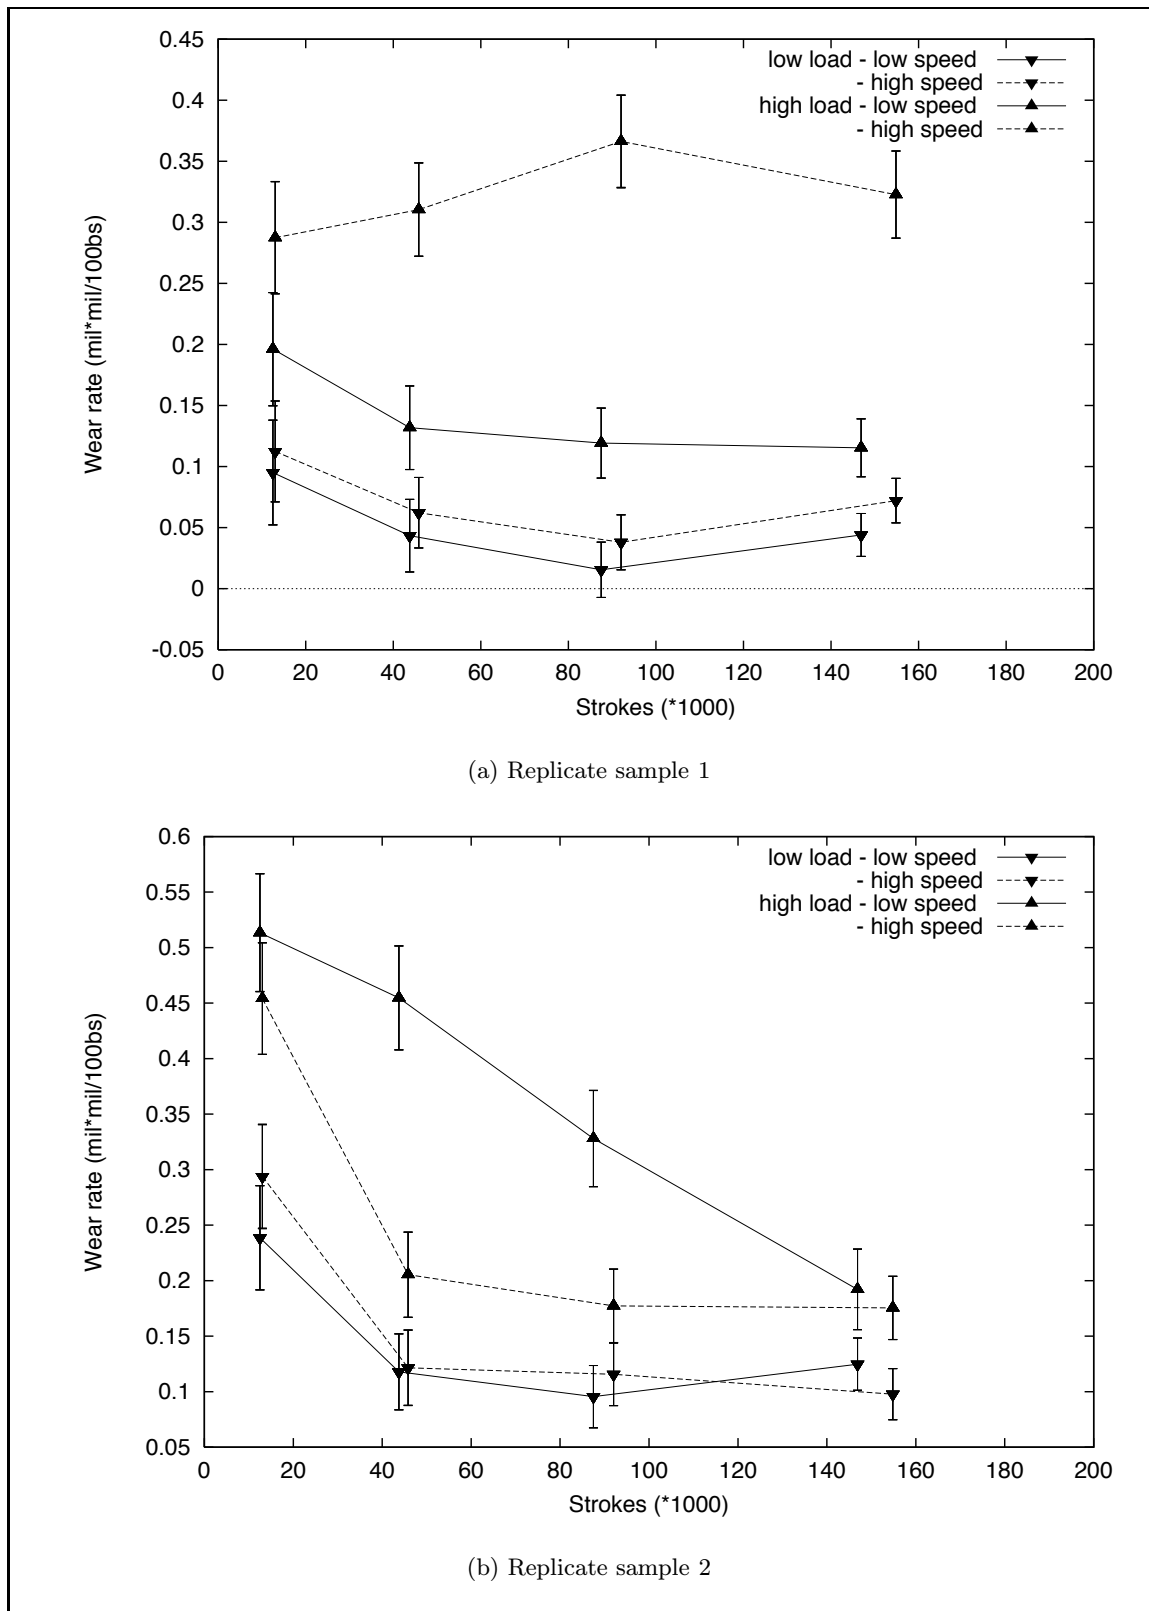 0.45
0.4
0.35
0.3
0.25
0.2
0.15
0.1
0.05
0
-0.05
Wear rate (mil*mil/100bs)
low load - low speed
- high speed
high load - low speed
- high speed
0 20 40 60 80 100 120 140 160 180 200
Strokes (*1000)
(a) Replicate sample 1
0.6
0.55
0.5
0.45
0.4
0.35
0.3
0.25
0.2
0.15
0.1
0.05
Wear rate (mil*mil/100bs)
low load - low speed
- high speed
high load - low speed
- high speed
0 20 40 60 80 100 120 140 160 180 200
Strokes (*1000)
(b) Replicate sample 2